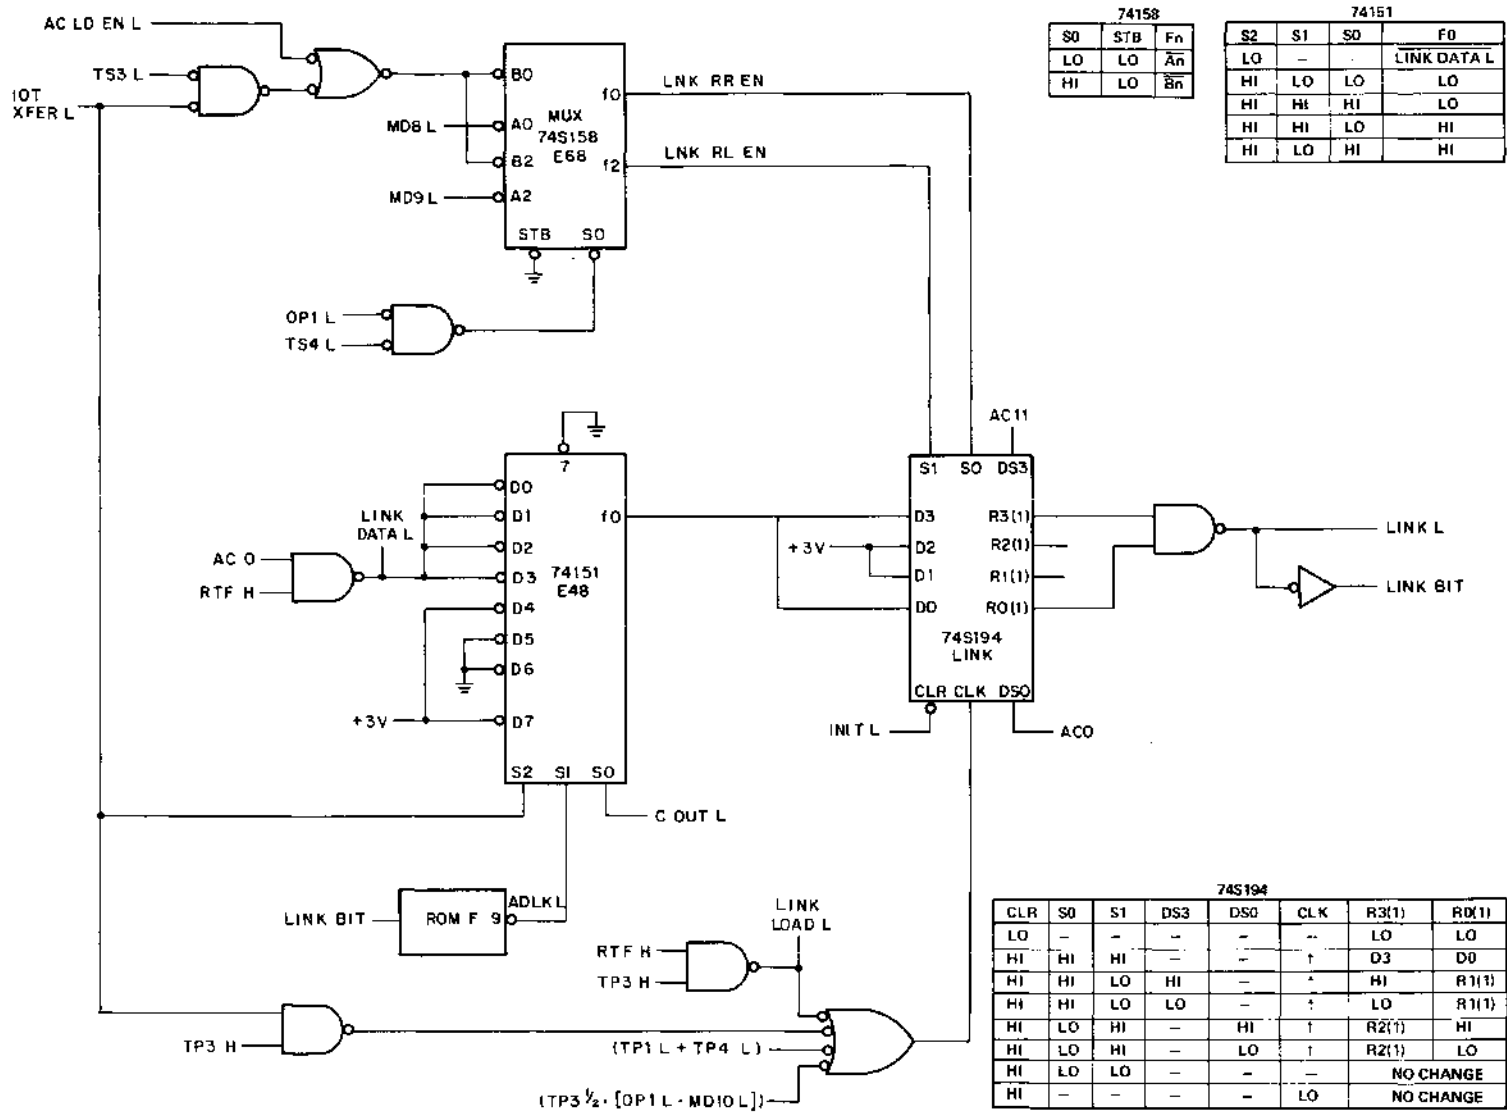 AC LD EN L
TS3 L
IOT
XFER L
B0
A0
MD8 L
B2
MD9 L
A2
MUX
74S158
E68
f0
f2
STB
S0
LNK RR EN
LNK RL EN
OP1 L
TS4 L
74158
S0 STB Fn
LO LO An
HI LO Bn
74151
S2 S1 S0 F0
LO – - LINK DATA L
HI LO LO LO
HI HI HI LO
HI HI LO HI
HI LO HI HI
7
D0
D1
D2
D3
D4
D5
D6
D7
f0
74151
E48
LINK
DATA L
AC 0
RTF H
+3V
S2 S1 S0
C OUT L
LINK BIT
ROM F 9
ADLK L
AC11
S1 S0 DS3
D3
D2
D1
D0
+3V
R3(1)
R2(1)
R1(1)
R0(1)
74S194
LINK
CLR CLK DS0
INIT L
AC0
LINK L
LINK BIT
RTF H
TP3 H
LINK
LOAD L
TP3 H
(TP1 L + TP4 L)
(TP3 ½ · [OP1 L · MD10 L])
74S194
CLR S0 S1 DS3 DS0 CLK R3(1) R0(1)
LO – – – – – LO LO
HI HI HI – – ↑ D3 D0
HI HI LO HI – ↑ HI R1(1)
HI HI LO LO – ↑ LO R1(1)
HI LO HI – HI ↑ R2(1) HI
HI LO HI – LO ↑ R2(1) LO
HI LO LO – – – NO CHANGE
HI – – – – LO NO CHANGE